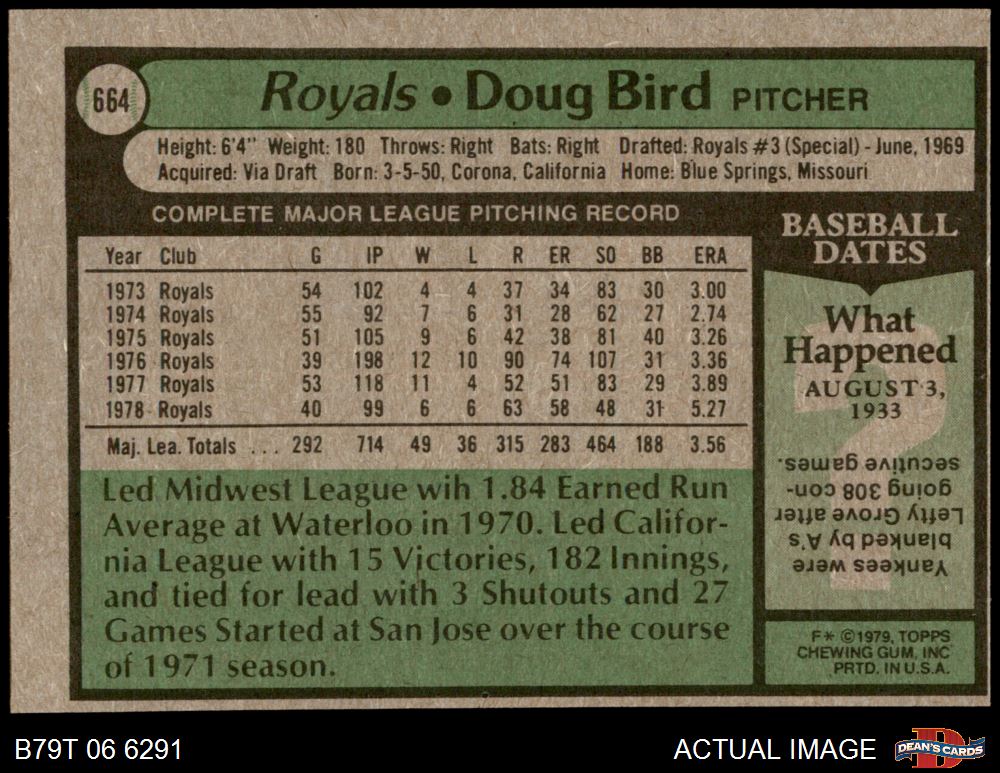 664
Royals • Doug Bird PITCHER
Height: 6'4" Weight: 180 Throws: Right Bats: Right Drafted: Royals #3 (Special) - June, 1969
Acquired: Via Draft Born: 3-5-50, Corona, California Home: Blue Springs, Missouri
COMPLETE MAJOR LEAGUE PITCHING RECORD
Year Club G IP W L R ER SO BB ERA
1973 Royals 54 102 4 4 37 34 83 30 3.00
1974 Royals 55 92 7 6 31 28 62 27 2.74
1975 Royals 51 105 9 6 42 38 81 40 3.26
1976 Royals 39 198 12 10 90 74 107 31 3.36
1977 Royals 53 118 11 4 52 51 83 29 3.89
1978 Royals 40 99 6 6 63 58 48 31 5.27
Maj. Lea. Totals ... 292 714 49 36 315 283 464 188 3.56
Led Midwest League wih 1.84 Earned Run
Average at Waterloo in 1970. Led Califor-
nia League with 15 Victories, 182 Innings,
and tied for lead with 3 Shutouts and 27
Games Started at San Jose over the course
of 1971 season.
BASEBALL
DATES
What
Happened
AUGUST 3,
1933
?
Yankees were
blanked by A's
Lefty Grove after
going 308 con-
secutive games.
F* ©1979, TOPPS
CHEWING GUM, INC
PRTD. IN U.S.A.
B79T 06 6291
ACTUAL IMAGE
D
DEAN'S CARDS